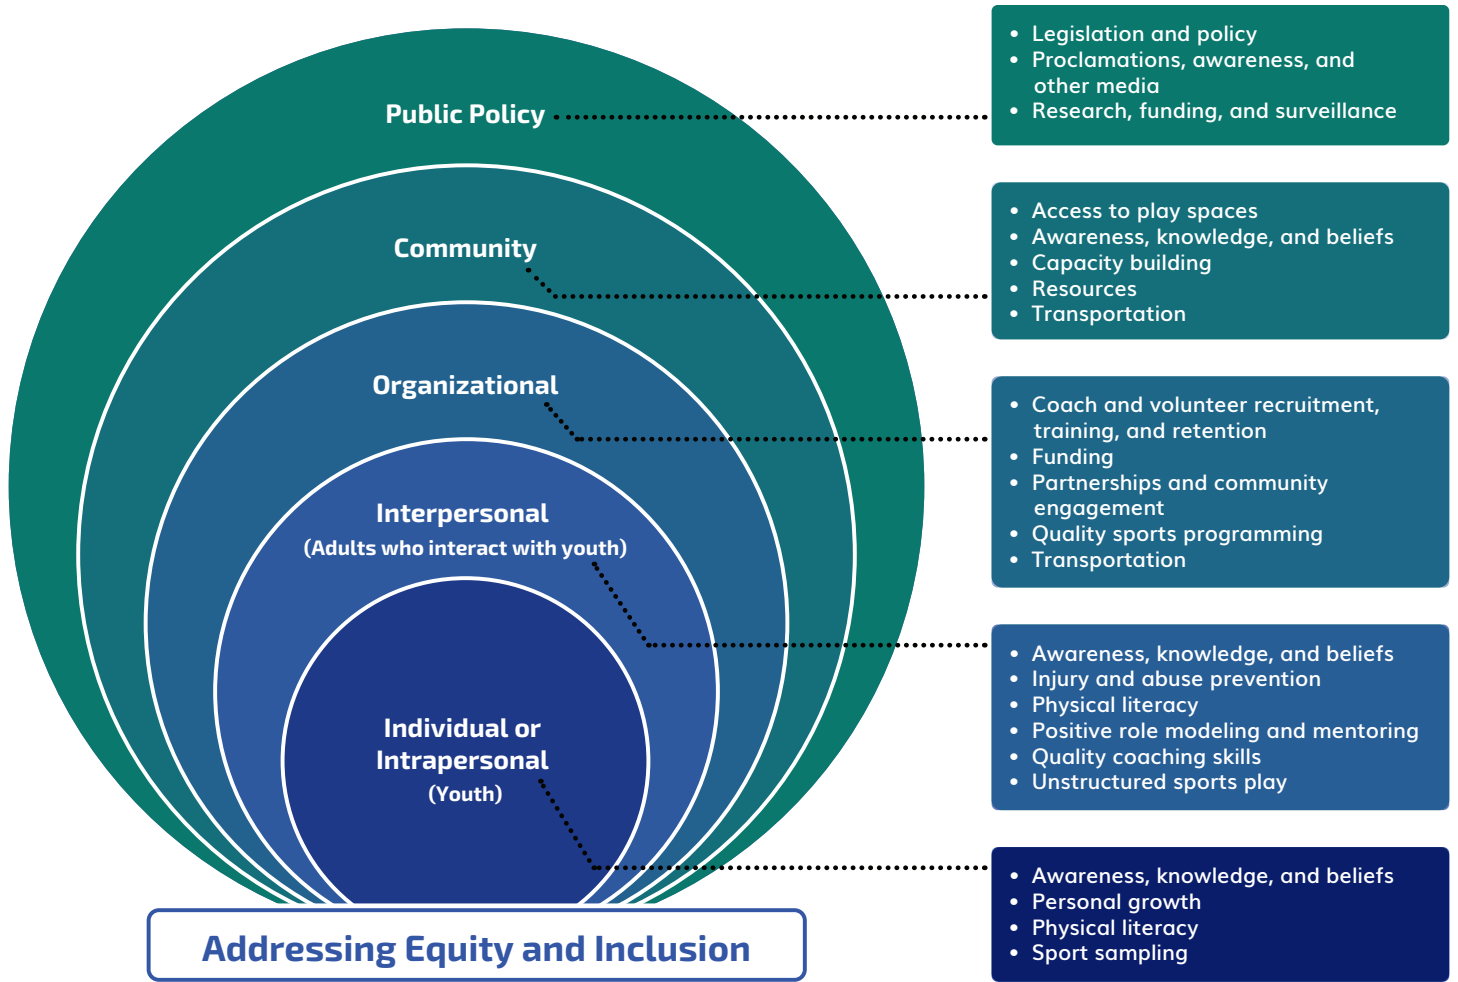 Public Policy
• Legislation and policy
• Proclamations, awareness, and
other media
• Research, funding, and surveillance
Community
• Access to play spaces
• Awareness, knowledge, and beliefs
• Capacity building
• Resources
• Transportation
Organizational
• Coach and volunteer recruitment,
training, and retention
• Funding
• Partnerships and community
engagement
• Quality sports programming
• Transportation
Interpersonal
(Adults who interact with youth)
• Awareness, knowledge, and beliefs
• Injury and abuse prevention
• Physical literacy
• Positive role modeling and mentoring
• Quality coaching skills
• Unstructured sports play
Individual or
Intrapersonal
(Youth)
• Awareness, knowledge, and beliefs
• Personal growth
• Physical literacy
• Sport sampling
Addressing Equity and Inclusion